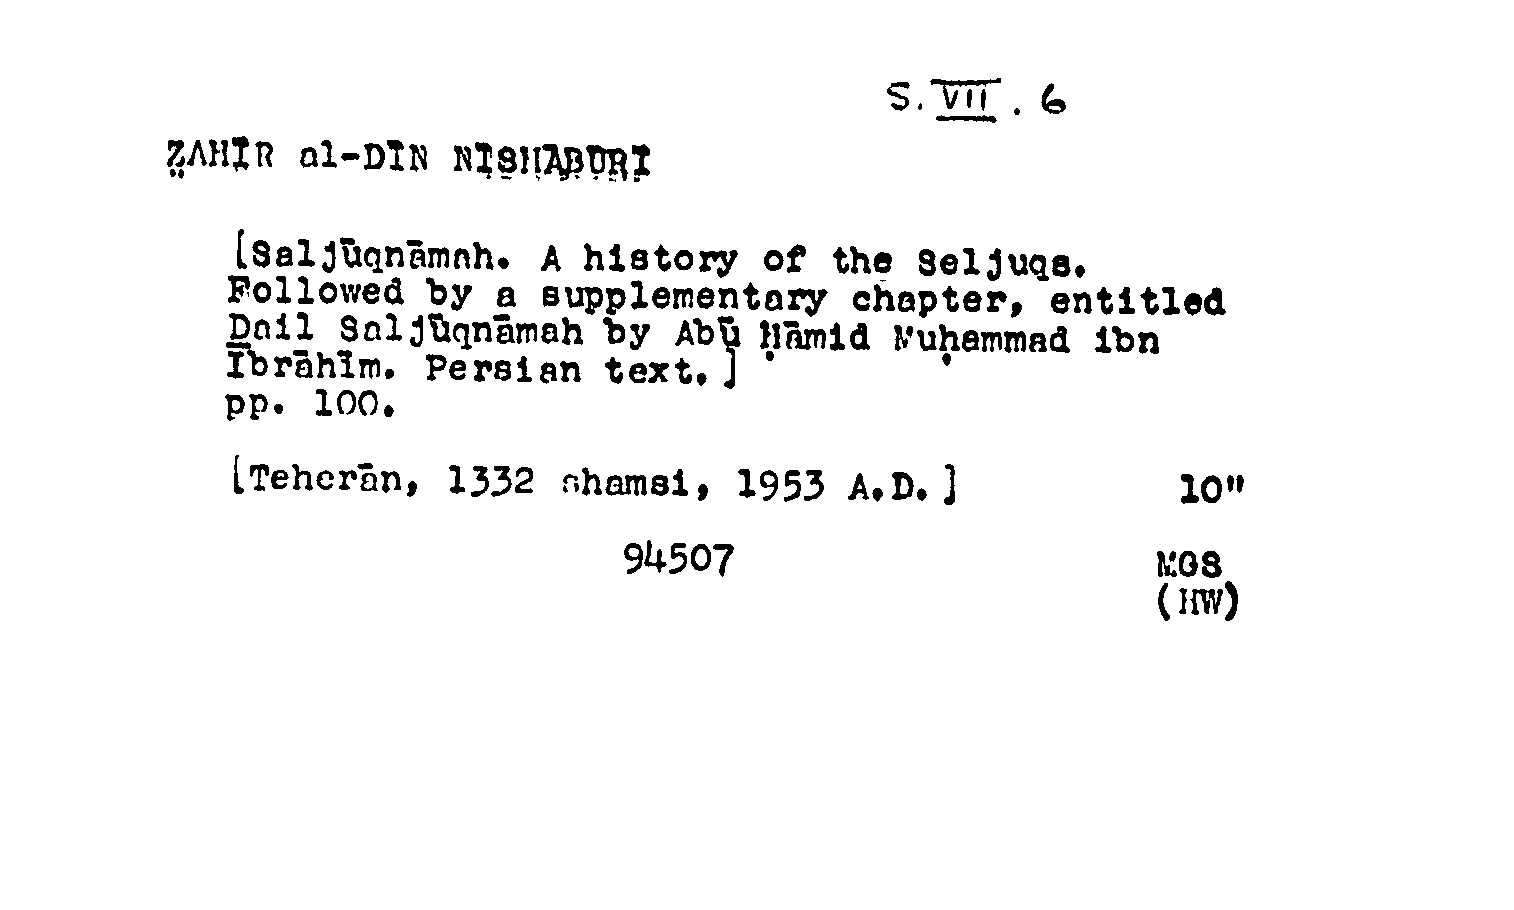 S. VII . 6
ẒAHĪR al-DĪN NĪSHĀBŪRĪ
[Saljūqnāmah. A history of the Seljuqs.
Followed by a supplementary chapter, entitled
Ḏail Saljūqnāmah by Abū Ḥāmid Muḥammad ibn
Ībrāhīm. Persian text.]
pp. 100.
[Teherān, 1332 shamsi, 1953 A.D.]
10"
94507
MGS
(HW)